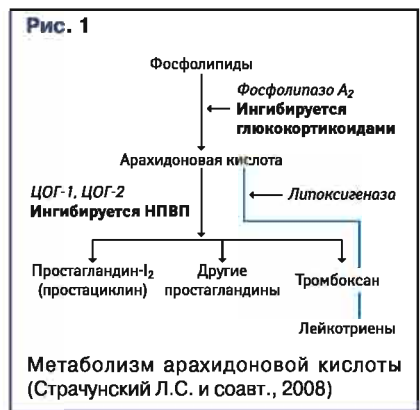 Рис. 1
Фосфолипиды
Фосфолипазо A₂
Ингибируется
глюкокортикоидами
Арахидоновая кислота
ЦОГ-1, ЦОГ-2
Ингибируется НПВП
Липоксигеназа
Простагландин-I₂
(простациклин)
Другие
простагландины
Тромбоксан
Лейкотриены
Метаболизм арахидоновой кислоты
(Страчунский Л.С. и соавт., 2008)